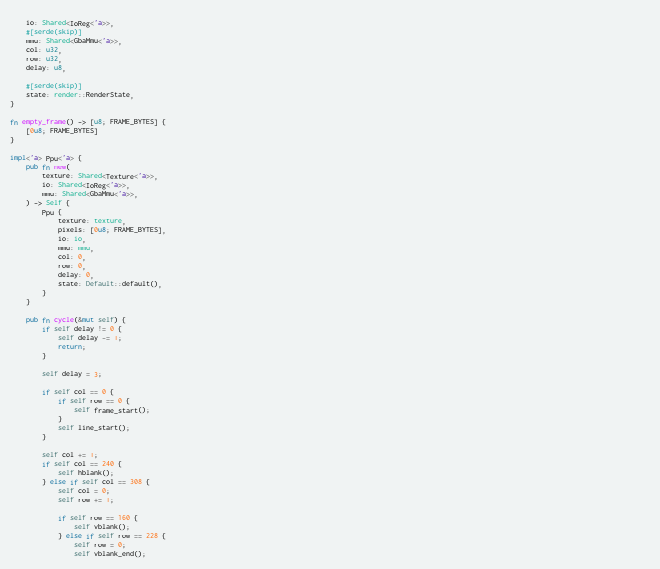 io: Shared<IoReg<'a>>,
#[serde(skip)]
mmu: Shared<GbaMmu<'a>>,
col: u32,
row: u32,
delay: u8,
#[serde(skip)]
state: render::RenderState,
}
fn empty_frame() -> [u8; FRAME_BYTES] {
[0u8; FRAME_BYTES]
}
impl<'a> Ppu<'a> {
pub fn new(
texture: Shared<Texture<'a>>,
io: Shared<IoReg<'a>>,
mmu: Shared<GbaMmu<'a>>,
) -> Self {
Ppu {
texture: texture,
pixels: [0u8; FRAME_BYTES],
io: io,
mmu: mmu,
col: 0,
row: 0,
delay: 0,
state: Default::default(),
}
}
pub fn cycle(&mut self) {
if self delay != 0 {
self delay -= 1;
return;
}
self delay = 3;
if self col == 0 {
if self row == 0 {
self frame_start();
}
self line_start();
}
self col += 1;
if self col == 240 {
self hblank();
} else if self col == 308 {
self col = 0;
self row += 1;
if self row == 160 {
self vblank();
} else if self row == 228 {
self row = 0;
self vblank_end();